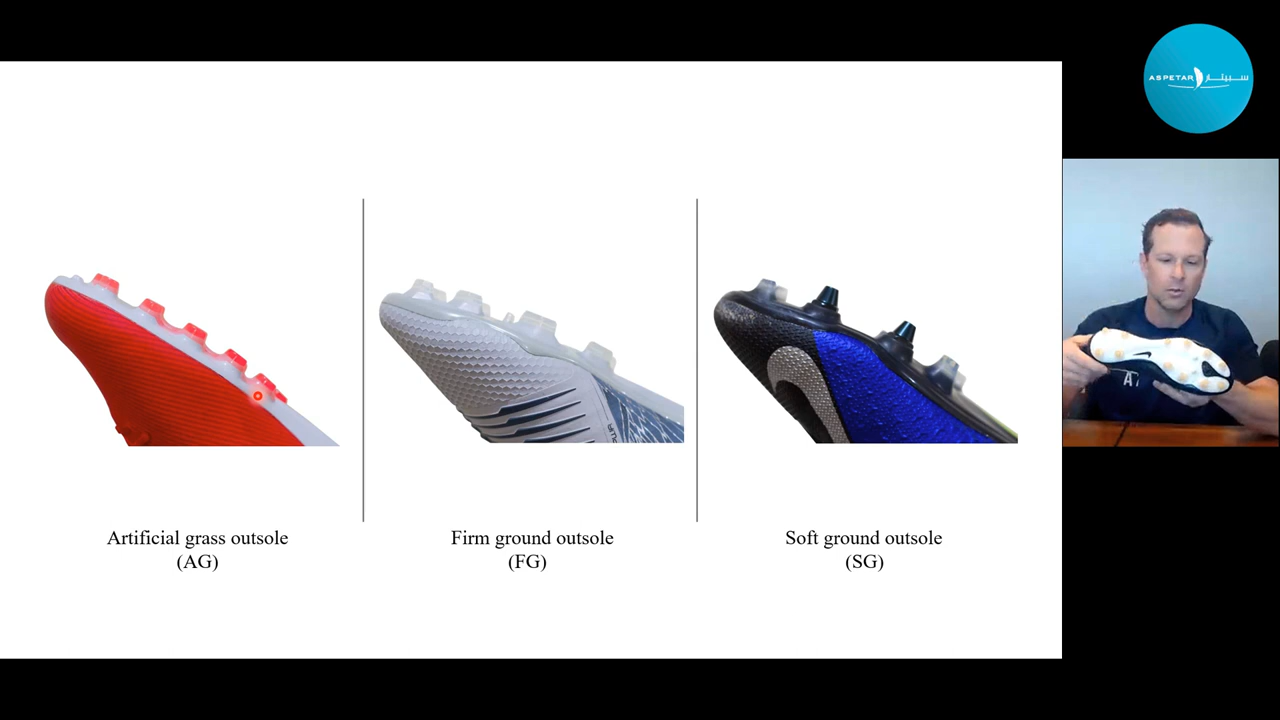 ASPETAR سبيتار
Artificial grass outsole
(AG)
Firm ground outsole
(FG)
Soft ground outsole
(SG)